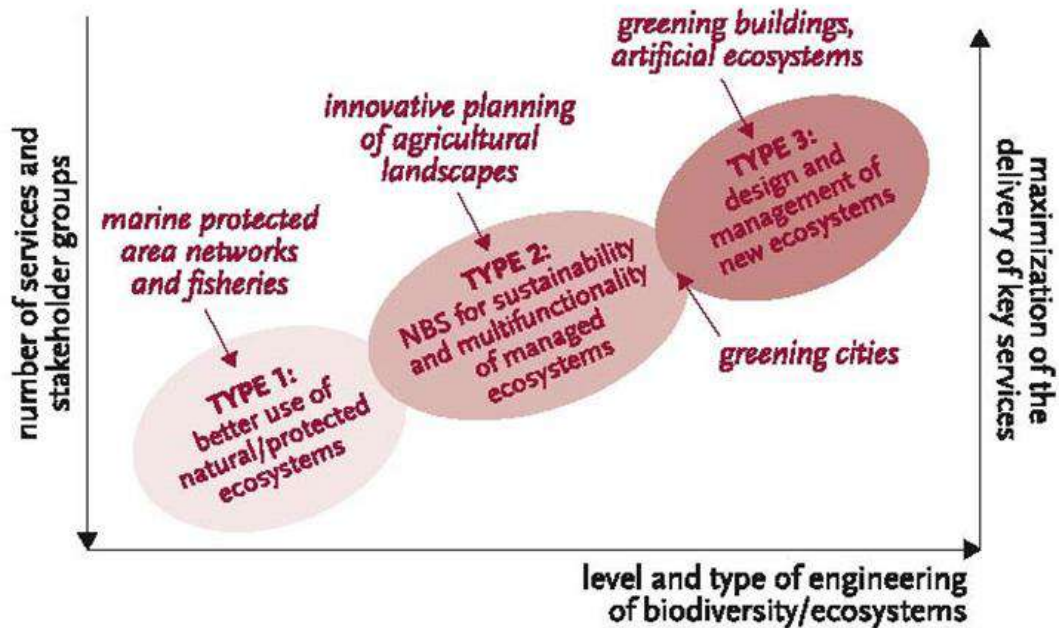 greening buildings,
artificial ecosystems
innovative planning
of agricultural
landscapes
marine protected
area networks
and fisheries
TYPE 3:
design and
management of
new ecosystems
TYPE 2:
NBS for sustainability
and multifunctionality
of managed
ecosystems
greening cities
TYPE 1:
better use of
natural/protected
ecosystems
number of services and
stakeholder groups
maximization of the
delivery of key services
level and type of engineering
of biodiversity/ecosystems